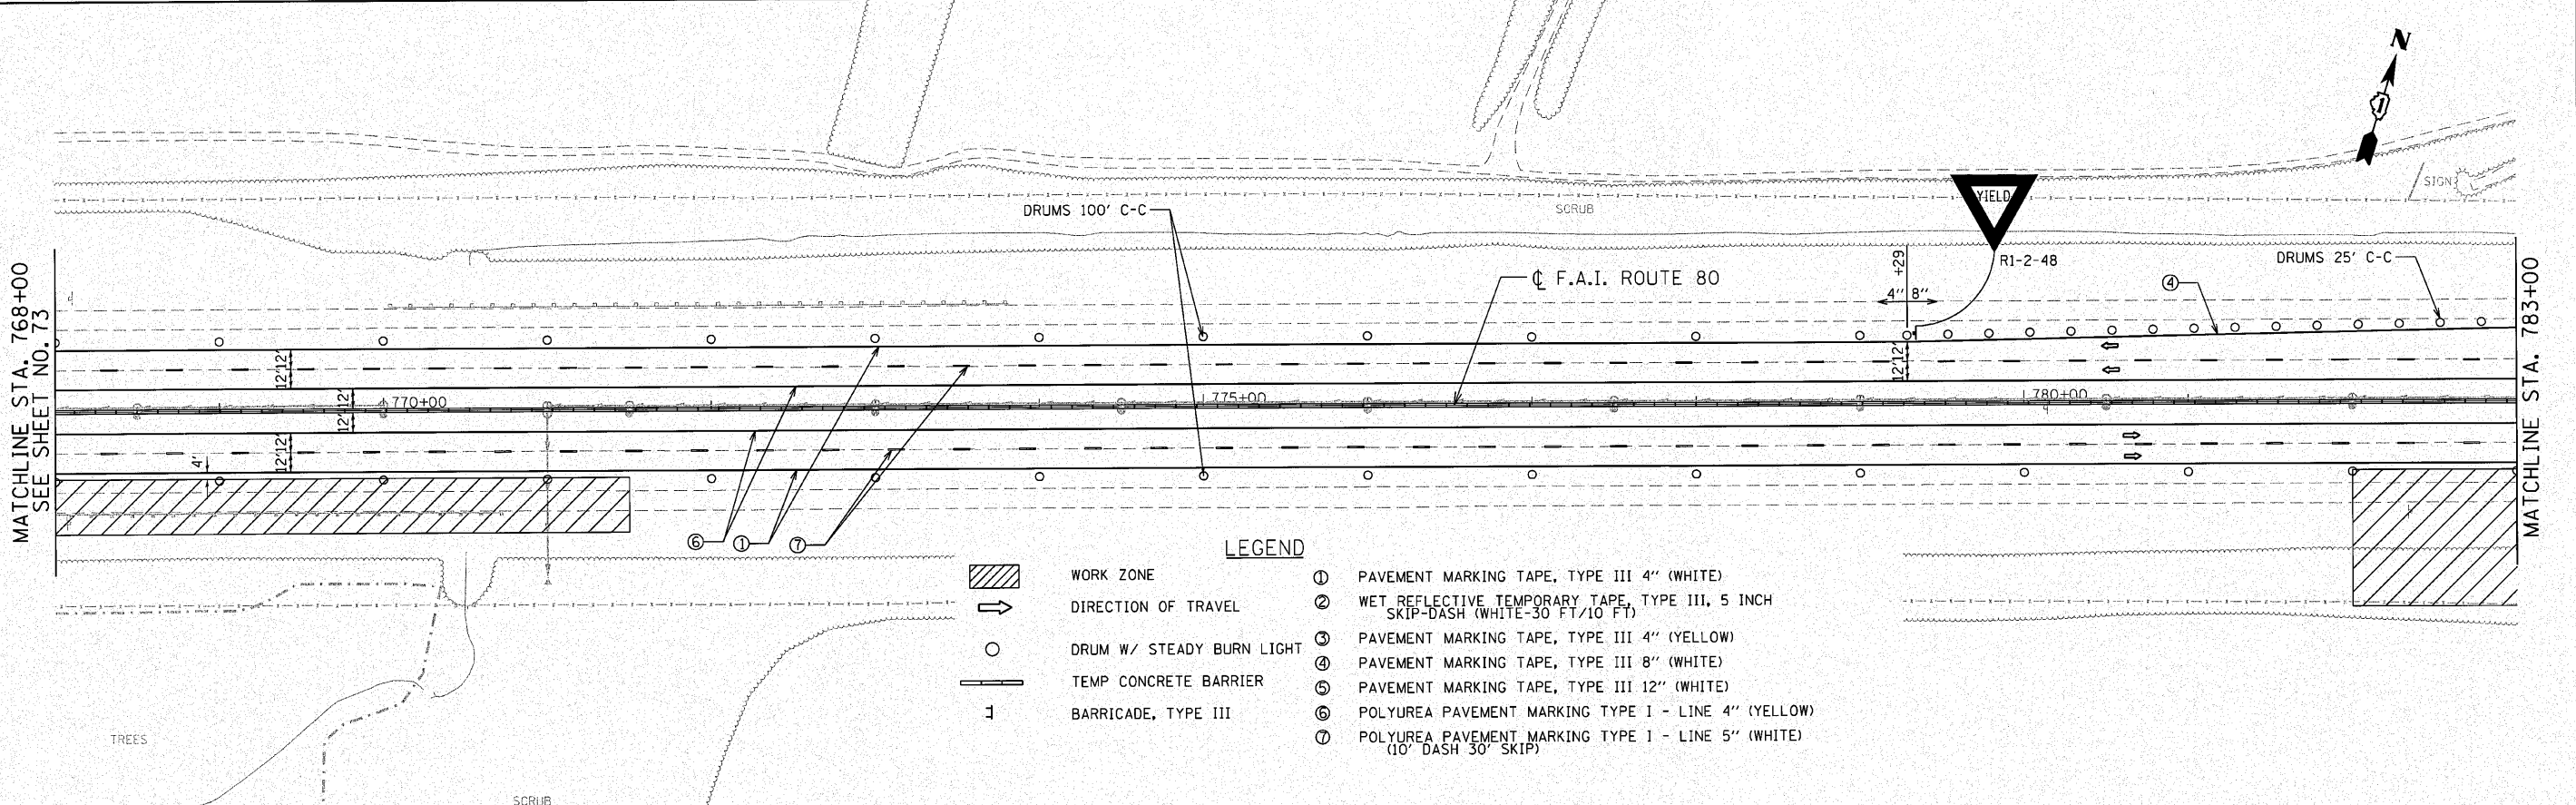 N
1
SIGN
YIELD
SCRUB
DRUMS 100' C-C
R1-2-48
DRUMS 25' C-C
+29
4" 8"
④
℄ F.A.I. ROUTE 80
MATCHLINE STA. 768+00
SEE SHEET NO. 73
MATCHLINE STA. 783+00
12' 12'
12' 12'
12' 12'
12' 12'
4'
770+00
775+00
780+00
⑥ ① ⑦
LEGEND
WORK ZONE
DIRECTION OF TRAVEL
DRUM W/ STEADY BURN LIGHT
TEMP CONCRETE BARRIER
BARRICADE, TYPE III
① PAVEMENT MARKING TAPE, TYPE III 4" (WHITE)
② WET REFLECTIVE TEMPORARY TAPE, TYPE III, 5 INCH
SKIP-DASH (WHITE-30 FT/10 FT)
③ PAVEMENT MARKING TAPE, TYPE III 4" (YELLOW)
④ PAVEMENT MARKING TAPE, TYPE III 8" (WHITE)
⑤ PAVEMENT MARKING TAPE, TYPE III 12" (WHITE)
⑥ POLYUREA PAVEMENT MARKING TYPE I - LINE 4" (YELLOW)
⑦ POLYUREA PAVEMENT MARKING TYPE I - LINE 5" (WHITE)
(10' DASH 30' SKIP)
TREES
SCRUB